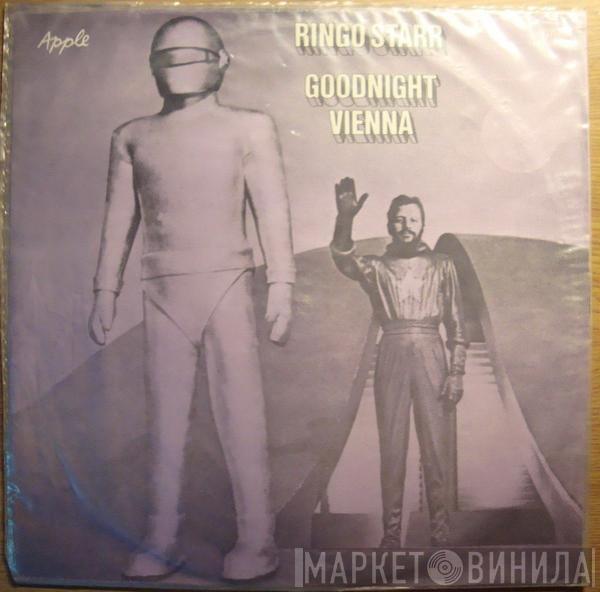 Apple
RINGO STARR
GOODNIGHT
VIENNA
МАРКЕТ ВИНИЛА